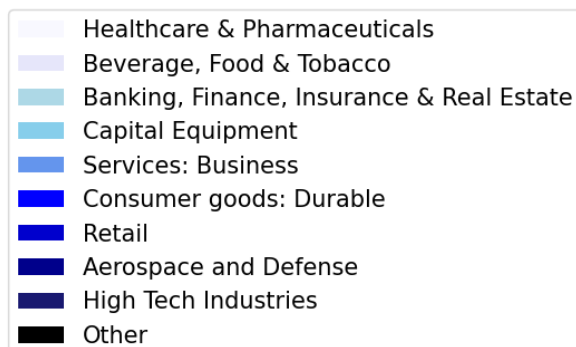 Healthcare & Pharmaceuticals
Beverage, Food & Tobacco
Banking, Finance, Insurance & Real Estate
Capital Equipment
Services: Business
Consumer goods: Durable
Retail
Aerospace and Defense
High Tech Industries
Other